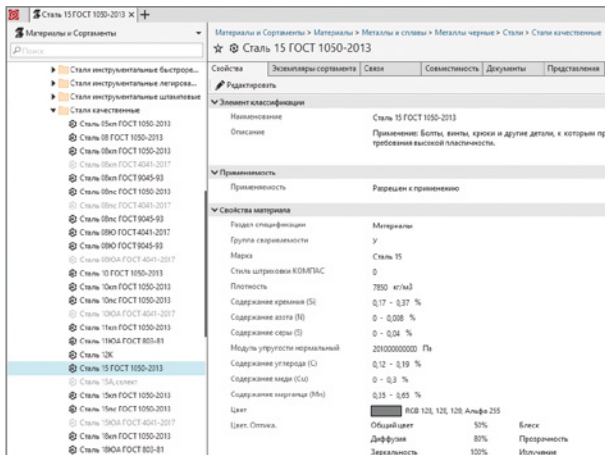 Сталь 15 ГОСТ 1050-2013
Материалы и Сортаменты
Поиск
Стали инструментальные быстроре...
Стали инструментальные легирова...
Стали инструментальные штамповые
Стали качественные
Сталь 05кп ГОСТ 1050-2013
Сталь 08 ГОСТ 1050-2013
Сталь 08кп ГОСТ 1050-2013
Сталь 08кп ГОСТ 4041-2017
Сталь 08кп ГОСТ 9045-93
Сталь 08пс ГОСТ 1050-2013
Сталь 08пс ГОСТ 4041-2017
Сталь 08пс ГОСТ 9045-93
Сталь 08Ю ГОСТ 4041-2017
Сталь 08Ю ГОСТ 9045-93
Сталь 08ЮА ГОСТ 4041-2017
Сталь 10 ГОСТ 1050-2013
Сталь 10кп ГОСТ 1050-2013
Сталь 10пс ГОСТ 1050-2013
Сталь 10ЮА ГОСТ 4041-2017
Сталь 11кп ГОСТ 1050-2013
Сталь 11ЮА ГОСТ 803-81
Сталь 12К
Сталь 15 ГОСТ 1050-2013
Сталь 15А, селект
Сталь 15кп ГОСТ 1050-2013
Сталь 15пс ГОСТ 1050-2013
Сталь 15ЮА ГОСТ 4041-2017
Сталь 18кп ГОСТ 1050-2013
Сталь 18ЮА ГОСТ 803-81
Материалы и Сортаменты > Материалы > Металлы и сплавы > Металлы черные > Стали > Стали качественные
Сталь 15 ГОСТ 1050-2013
Свойства Экземпляры сортамента Связи Совместимость Документы Представления
Редактировать
Элемент классификации
Наименование Сталь 15 ГОСТ 1050-2013
Описание Применение: Болты, винты, крюки и другие детали, к которым пр
требования высокой пластичности.
Применимость
Применяемость Разрешен к применению
Свойства материала
Раздел спецификации Материалы
Группа свариваемости У
Марка Сталь 15
Стиль штриховки КОМПАС 0
Плотность 7850 кг/м3
Содержание кремния (Si) 0,17 - 0,37 %
Содержание азота (N) 0 - 0,008 %
Содержание серы (S) 0 - 0,04 %
Модуль упругости нормальный 201000000000 Па
Содержание углерода (C) 0,12 - 0,19 %
Содержание меди (Cu) 0 - 0,3 %
Содержание марганца (Mn) 0,35 - 0,65 %
Цвет RGB 128, 128, 128, Альфа 255
Цвет. Оптика. Общий цвет 50% Блеск
Диффузия 80% Прозрачность
Зеркальность 100% Излучение